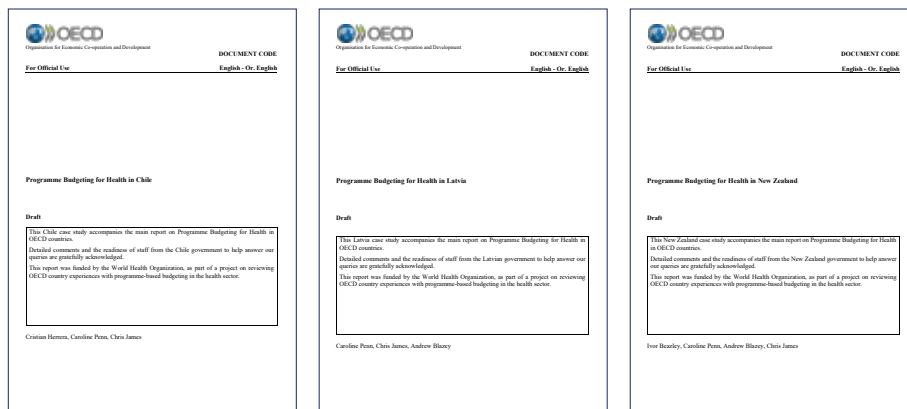 OECD
Organisation for Economic Co-operation and Development
DOCUMENT CODE
For Official Use English - Or. English
Programme Budgeting for Health in Chile
Draft
This Chile case study accompanies the main report on Programme Budgeting for Health in
OECD countries.
Detailed comments and the readiness of staff from the Chile government to help answer our
queries are gratefully acknowledged.
This report was funded by the World Health Organization, as part of a project on reviewing
OECD country experiences with programme-based budgeting in the health sector.
Cristian Herrera, Caroline Penn, Chris James
OECD
Organisation for Economic Co-operation and Development
DOCUMENT CODE
For Official Use English - Or. English
Programme Budgeting for Health in Latvia
Draft
This Latvia case study accompanies the main report on Programme Budgeting for Health in
OECD countries.
Detailed comments and the readiness of staff from the Latvian government to help answer our
queries are gratefully acknowledged.
This report was funded by the World Health Organization, as part of a project on reviewing
OECD country experiences with programme-based budgeting in the health sector.
Caroline Penn, Chris James, Andrew Blazey
OECD
Organisation for Economic Co-operation and Development
DOCUMENT CODE
For Official Use English - Or. English
Programme Budgeting for Health in New Zealand
Draft
This New Zealand case study accompanies the main report on Programme Budgeting for Health
in OECD countries.
Detailed comments and the readiness of staff from the New Zealand government to help answer
our queries are gratefully acknowledged.
This report was funded by the World Health Organization, as part of a project on reviewing
OECD country experiences with programme-based budgeting in the health sector.
Ivor Beazley, Caroline Penn, Andrew Blazey, Chris James